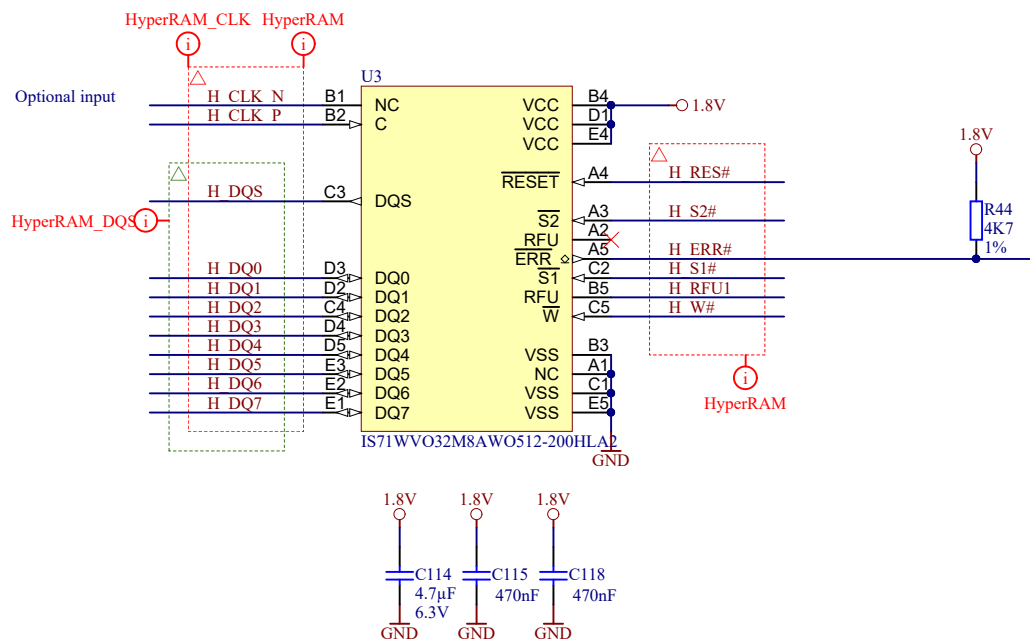 HyperRAM_CLK HyperRAM
i i
U3
Optional input
H_CLK_N B1 NC VCC B4 1.8V
H_CLK_P B2 C VCC D1
VCC E4
1.8V
RESET A4 H_RES#
H_DQS C3 DQS
S2 A3 H_S2#
R44
4K7
1%
HyperRAM_DQS i
RFU A2
ERR A5 H_ERR#
H_DQ0 D3 DQ0 S1 C2 H_S1#
H_DQ1 D2 DQ1 RFU B5 H_RFU1
H_DQ2 C4 DQ2 W C5 H_W#
H_DQ3 D4 DQ3
H_DQ4 D5 DQ4 VSS B3
H_DQ5 E3 DQ5 NC A1
H_DQ6 E2 DQ6 VSS C1
H_DQ7 E1 DQ7 VSS E5
i
HyperRAM
IS71WVO32M8AWO512-200HLA2
GND
1.8V 1.8V 1.8V
C114 C115 C118
4.7µF 470nF 470nF
6.3V
GND GND GND